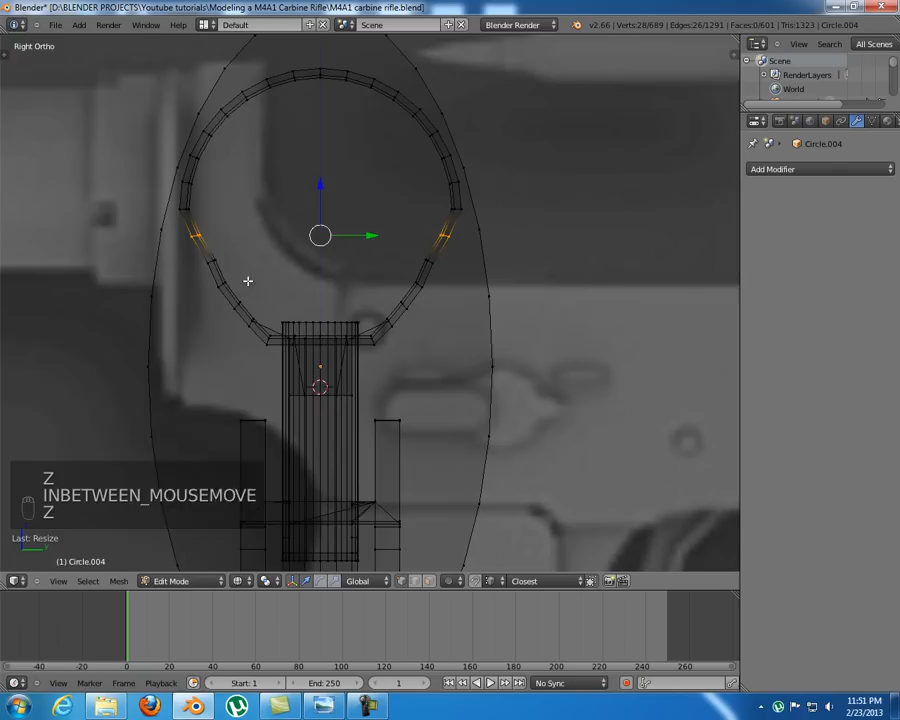 Blender* [D:\BLENDER PROJECTS\Youtube tutorials\Modeling a M4A1 Carbine Rifle\M4A1 carbine rifle.blend]
File Add Render Window Help Default Scene Blender Render v2.66 | Verts:28/689 | Edges:26/1291 | Faces:0/601 | Tris:1323 | Circle.004
View Search All Scenes
Right Ortho
Scene
RenderLayers
World
Circle.004
Add Modifier
Z
INBETWEEN_MOUSEMOVE
Z
Last: Resize
y
(1) Circle.004
View Select Mesh Edit Mode Global Closest
-40 -20 0 20 40 60 80 100 120 140 160 180 200 220 240 260 280
View Marker Frame Playback Start: 1 End: 250 1 No Sync
11:51 PM
2/23/2013